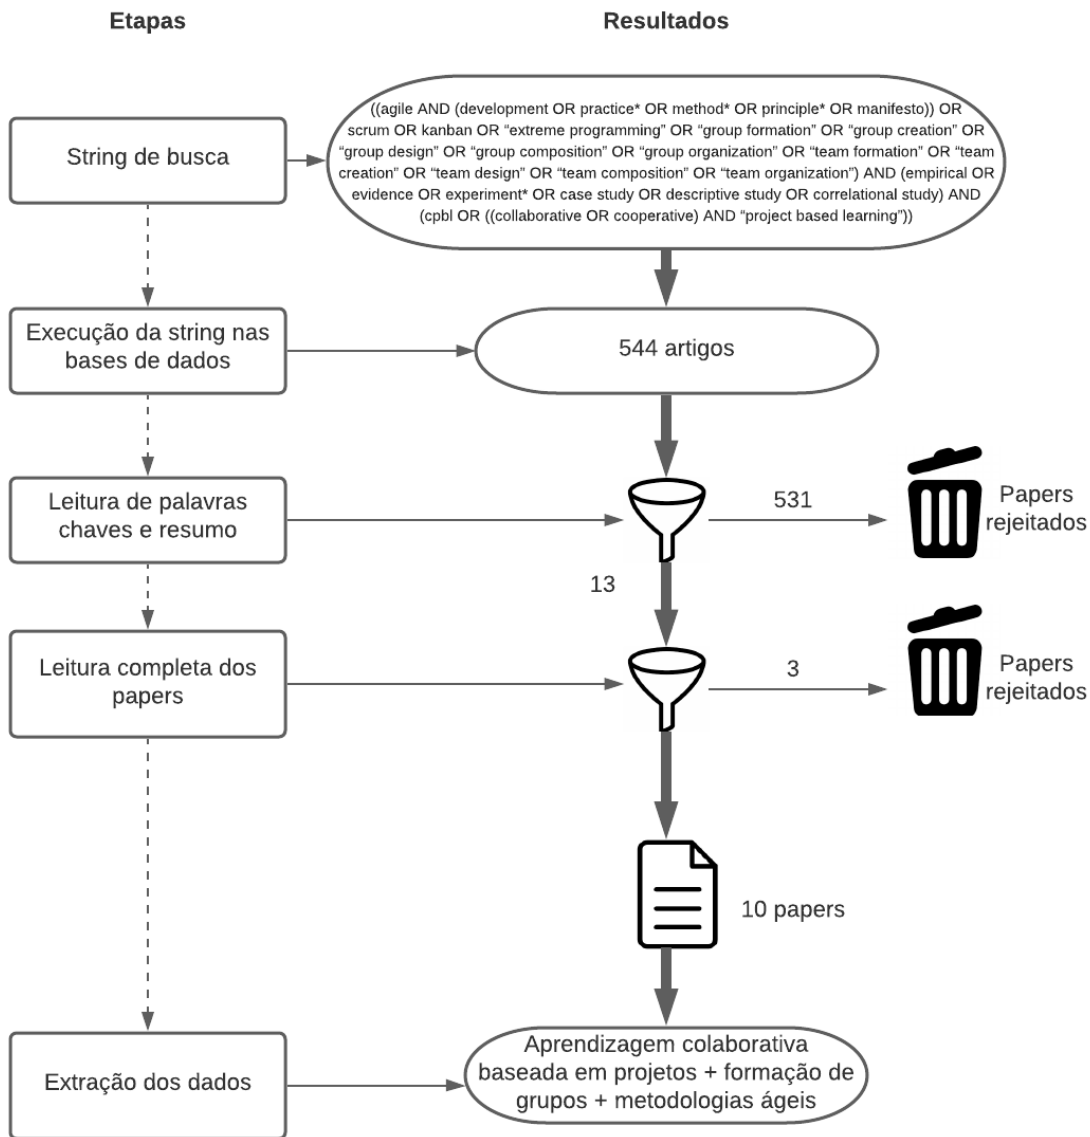 Etapas
Resultados
String de busca
((agile AND (development OR practice* OR method* OR principle* OR manifesto)) OR
scrum OR kanban OR “extreme programming” OR “group formation” OR “group creation” OR
“group design” OR “group composition” OR “group organization” OR “team formation” OR “team
creation” OR “team design” OR “team composition” OR “team organization”) AND (empirical OR
evidence OR experiment* OR case study OR descriptive study OR correlational study) AND
(cpbl OR ((collaborative OR cooperative) AND “project based learning”))
Execução da string nas
bases de dados
544 artigos
Leitura de palavras
chaves e resumo
531
Papers
rejeitados
13
Leitura completa dos
papers
3
Papers
rejeitados
10 papers
Extração dos dados
Aprendizagem colaborativa
baseada em projetos + formação de
grupos + metodologias ágeis